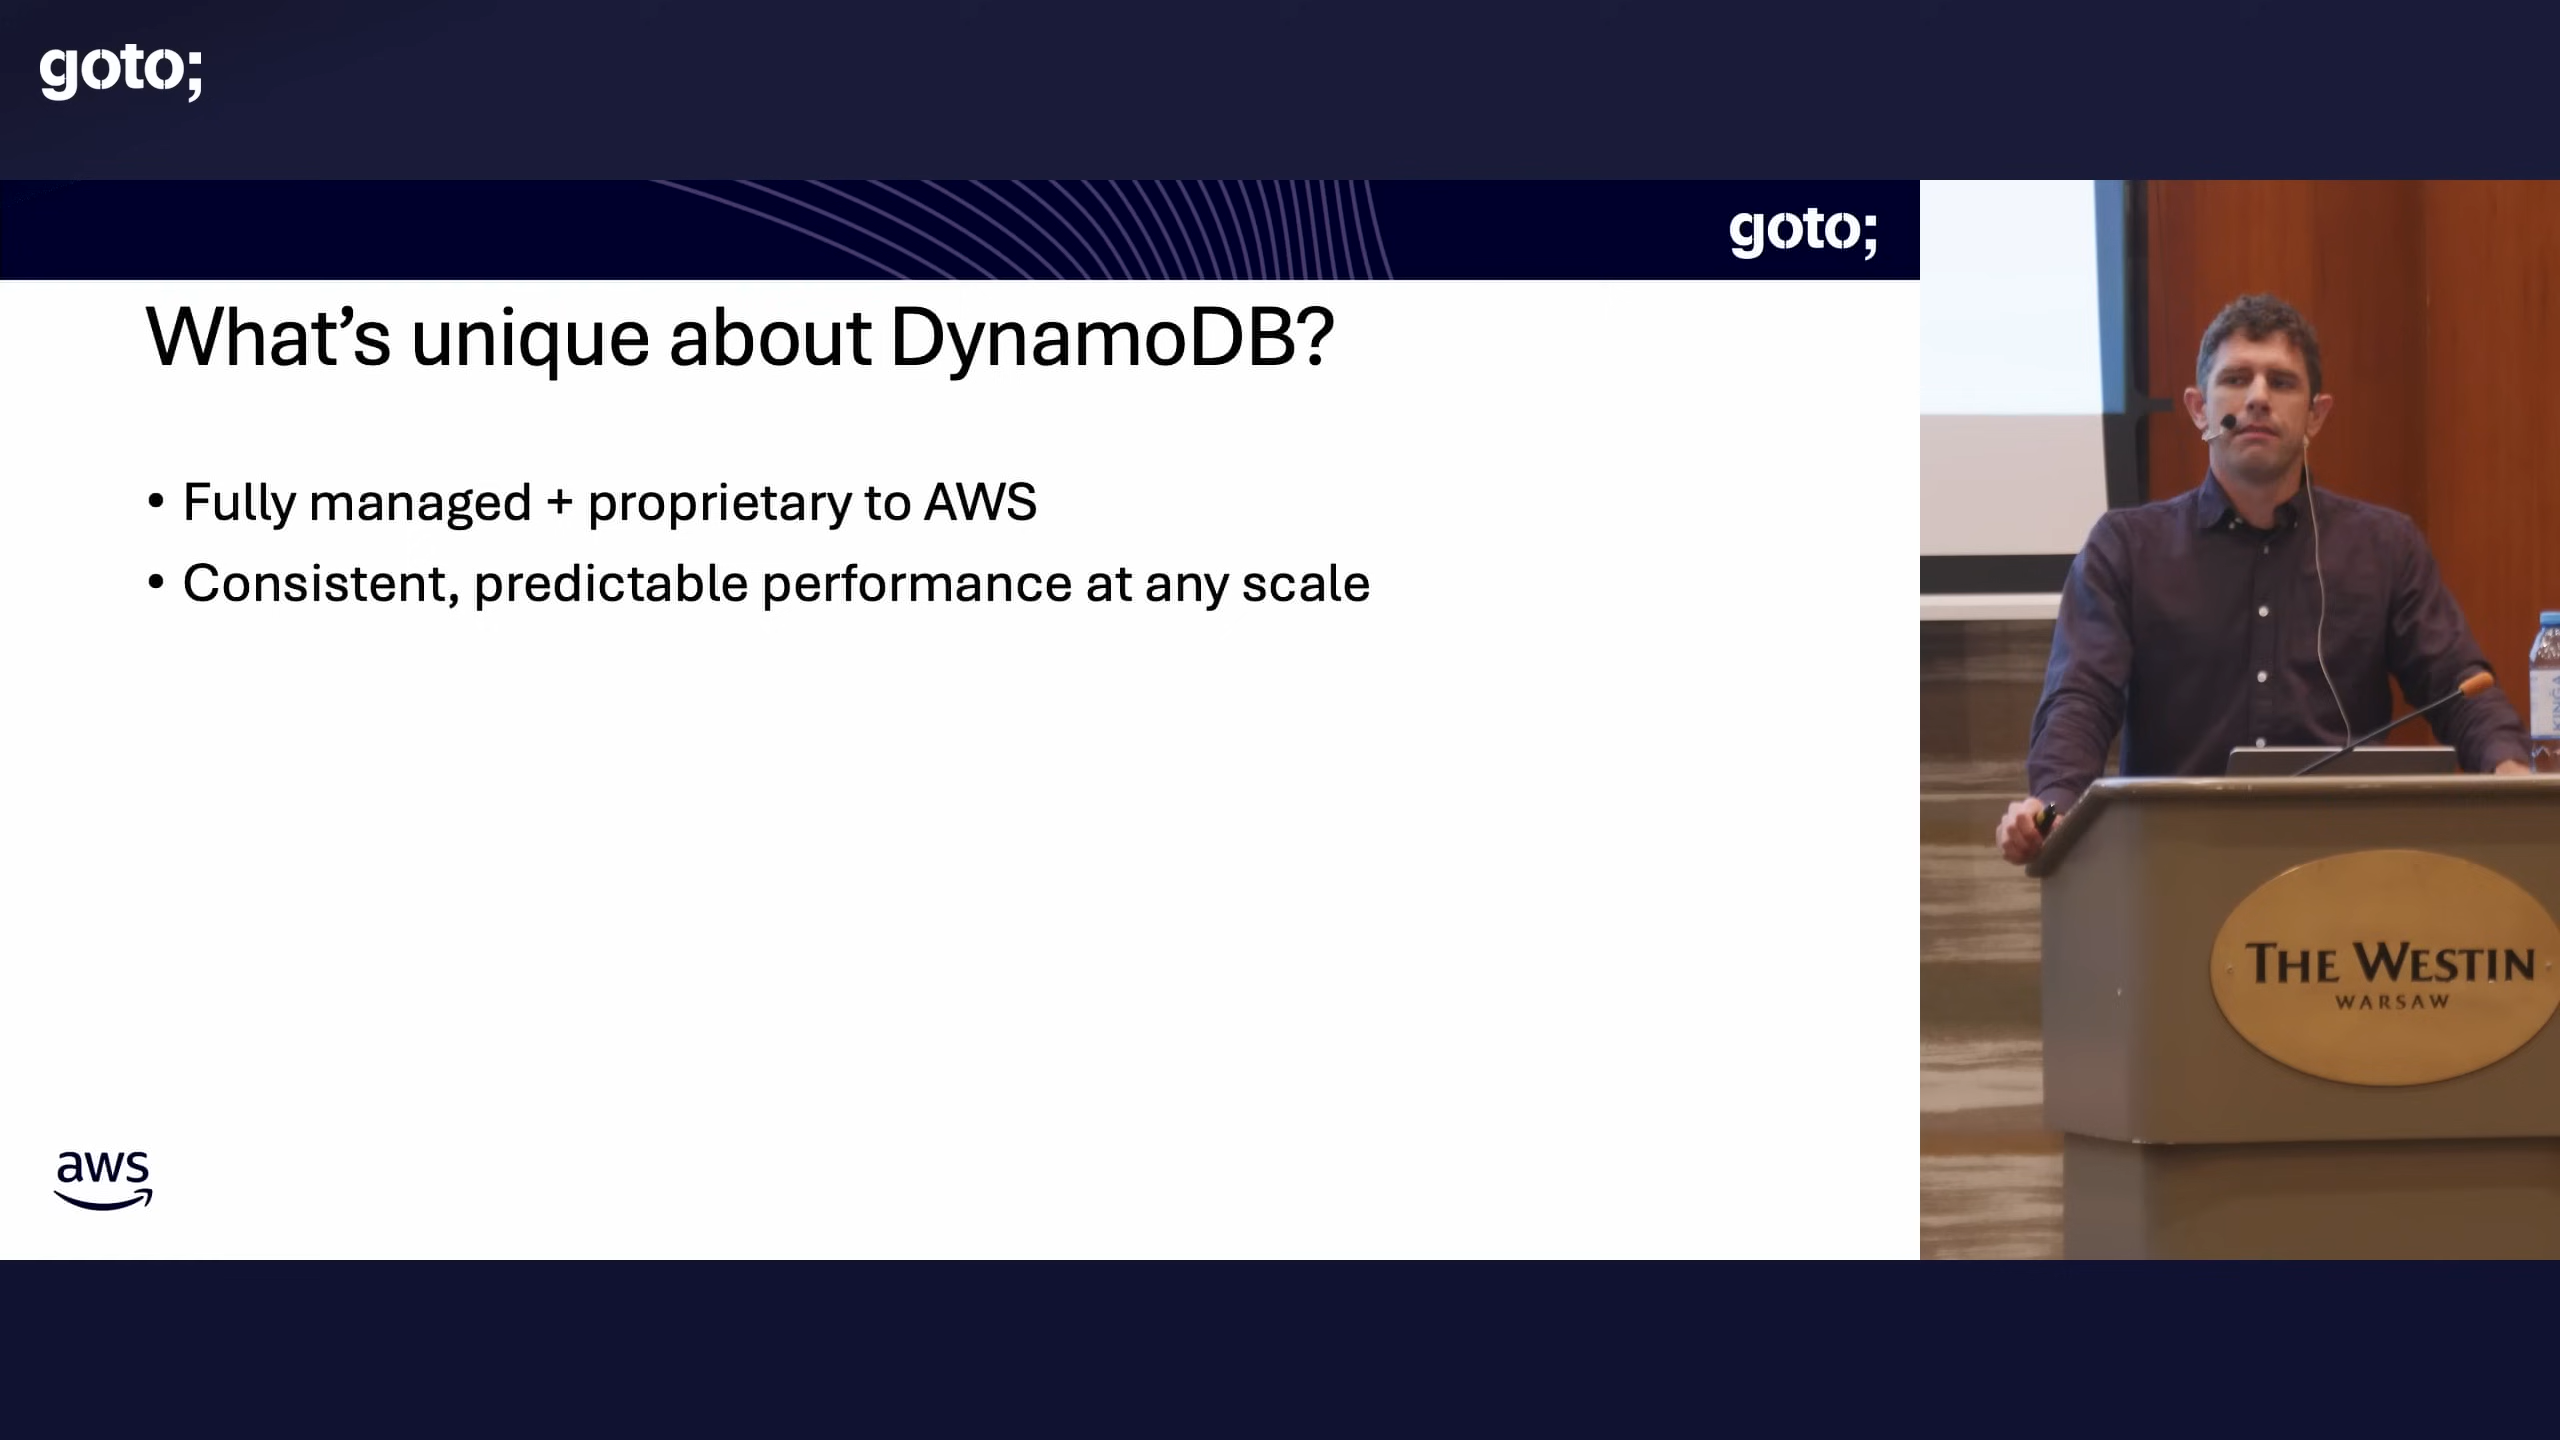 goto;
goto;
What's unique about DynamoDB?
• Fully managed + proprietary to AWS
• Consistent, predictable performance at any scale
aws
KINGA
THE WESTIN
WARSAW